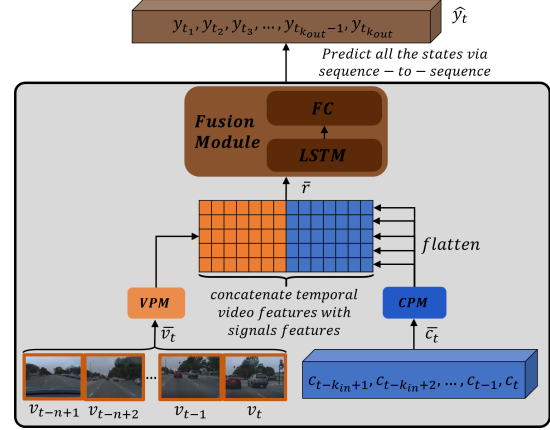 y_{t_1}, y_{t_2}, y_{t_3}, ..., y_{t_{k_{out}}-1}, y_{t_{k_{out}}}
\hat{y_t}
Predict all the states via
sequence − to − sequence
FC
Fusion
Module
LSTM
\bar{r}
flatten
VPM
concatenate temporal
video features with
signals features
CPM
\bar{v_t}
\bar{c_t}
...
c_{t-k_{in}+1}, c_{t-k_{in}+2}, ..., c_{t-1}, c_t
v_{t-n+1} v_{t-n+2} v_{t-1} v_t